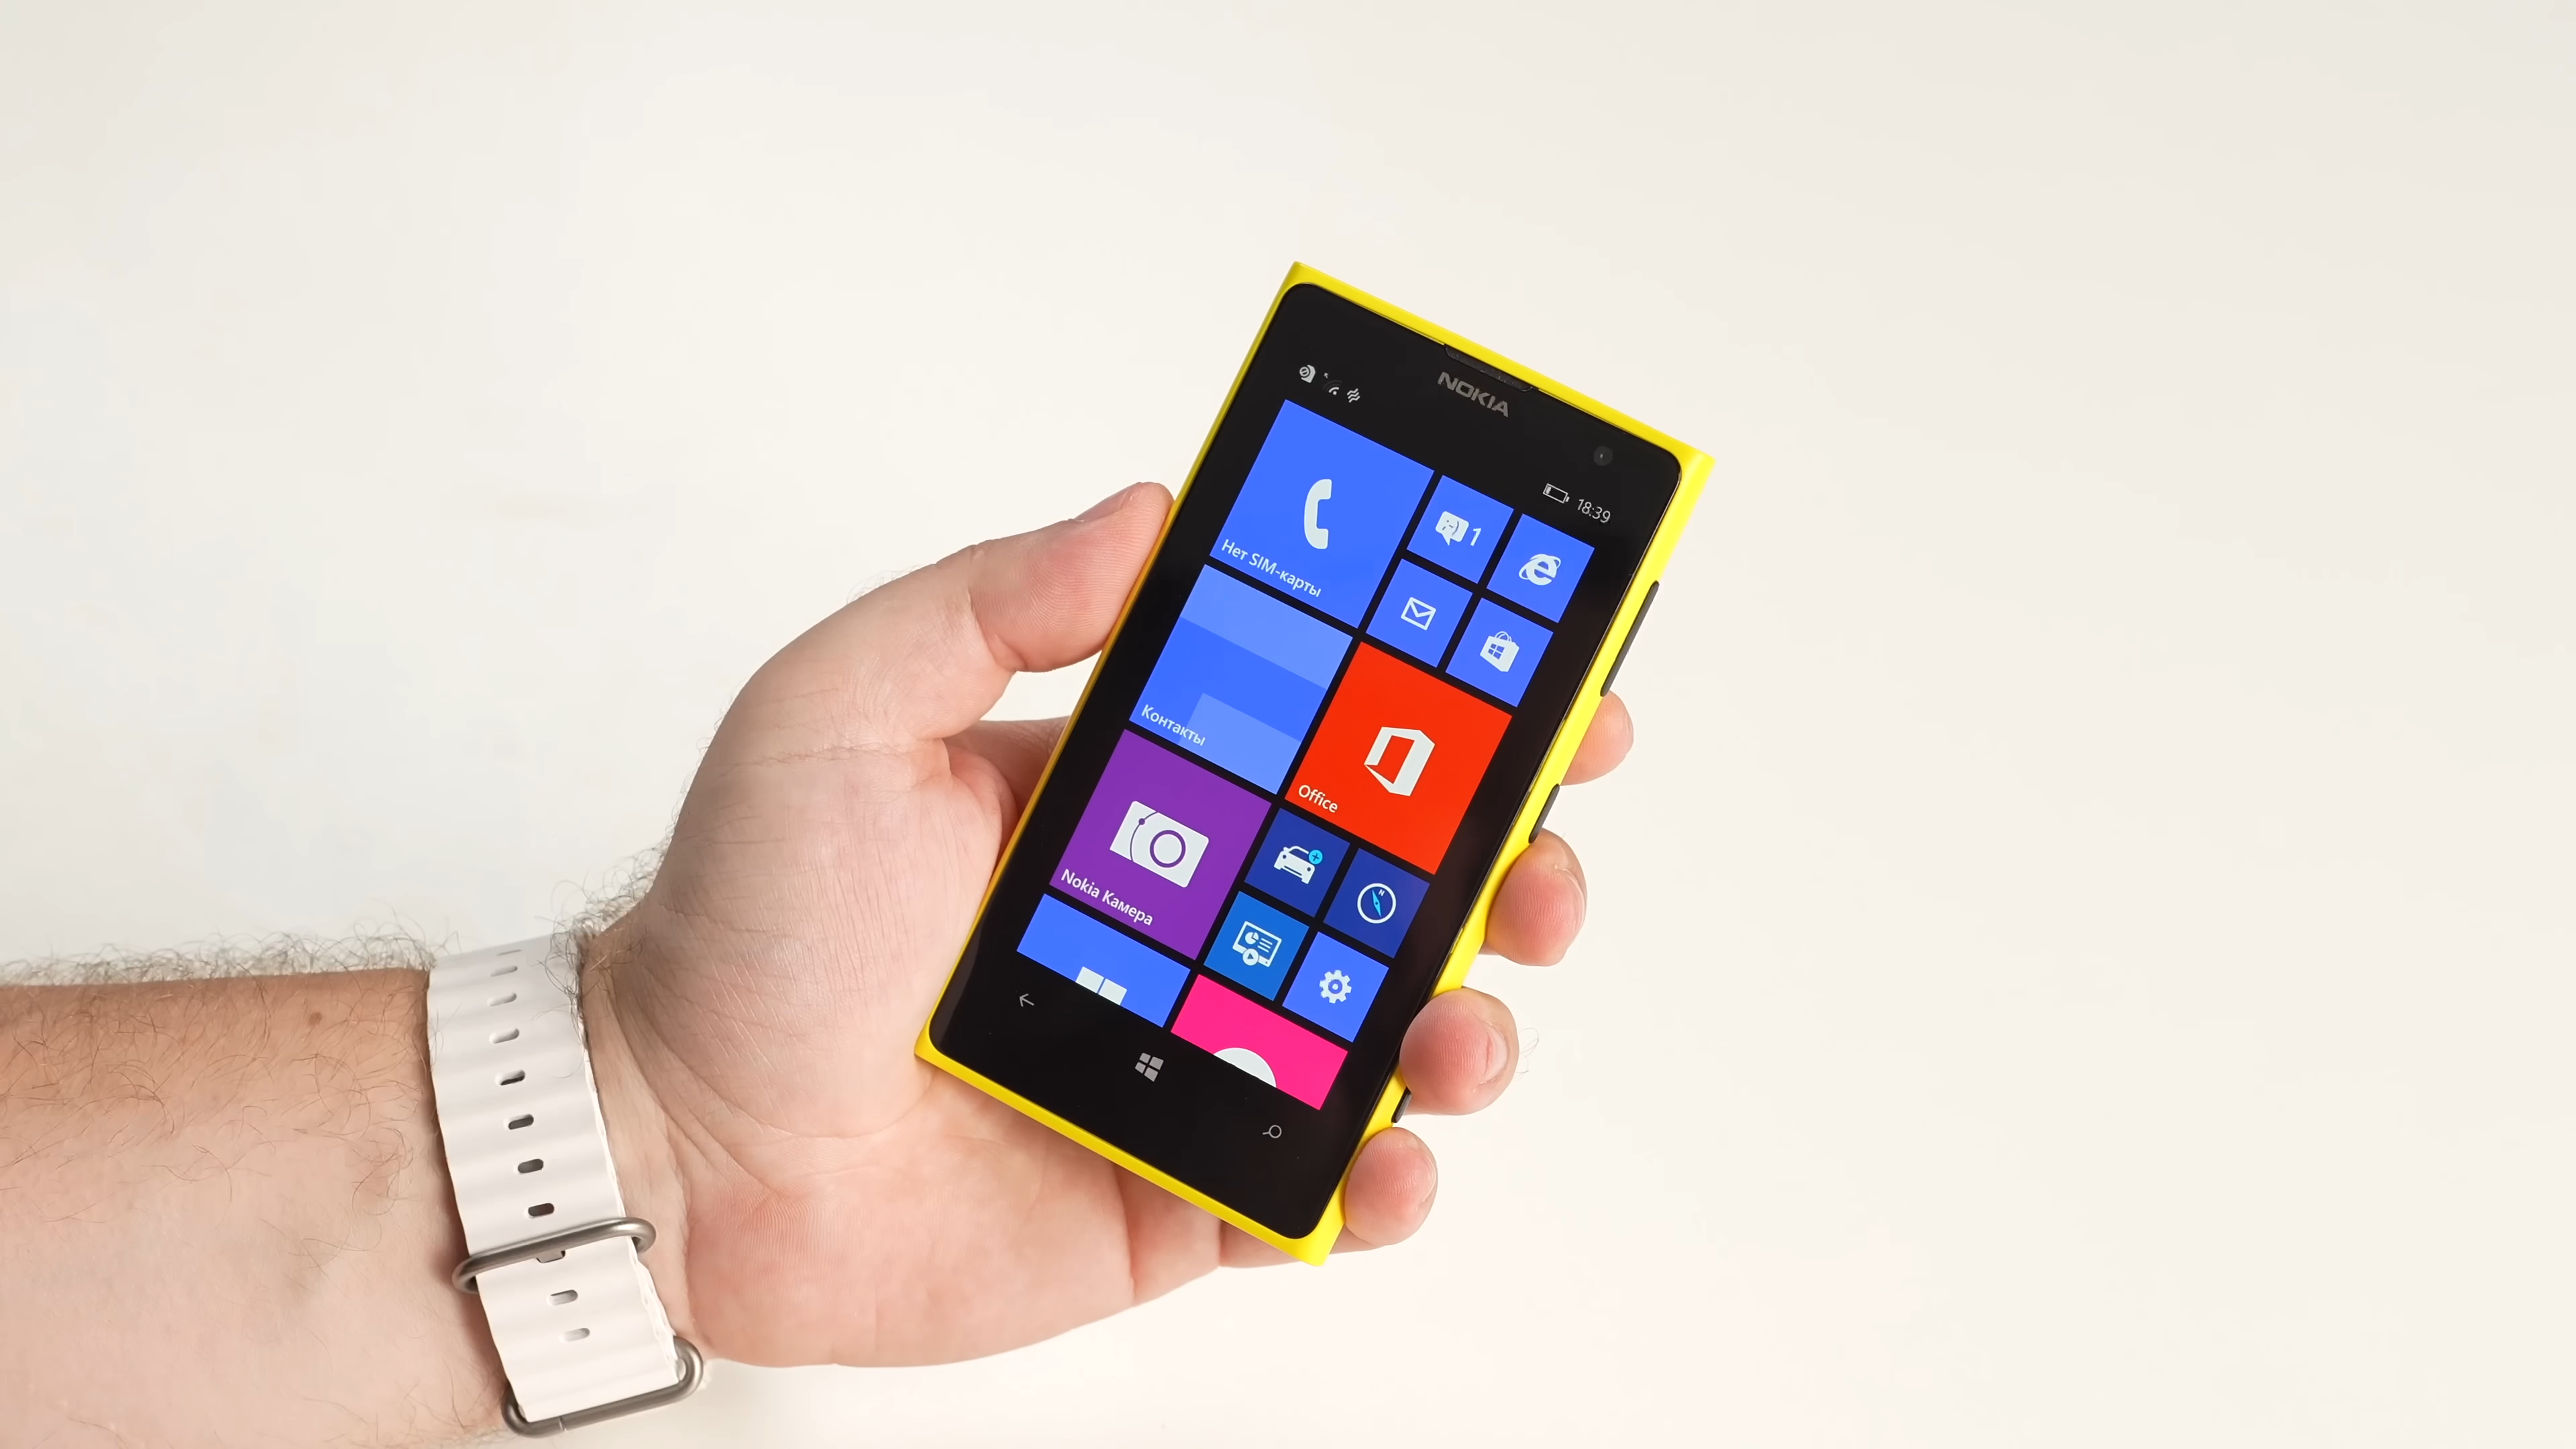 NOKIA
18:39
Нет SIM-карты
1
Контакты
Office
Nokia Камера
N